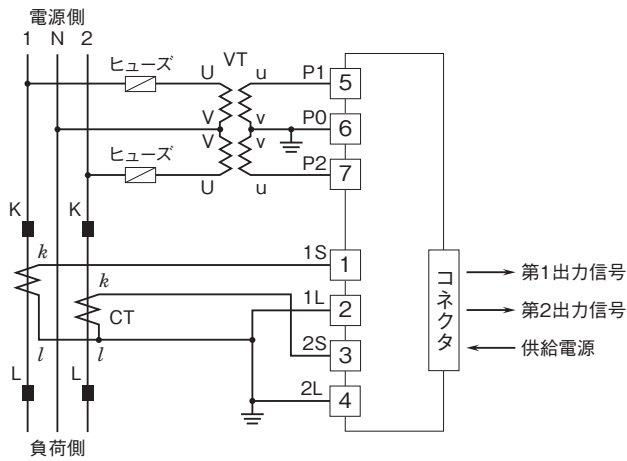 電源側
1 N 2
ヒューズ
VT
U
u
P1
5
V
v
P0
6
V
v
ヒューズ
P2
7
U
u
K
K
k
1S
1
k
1L
2
CT
2S
3
l
l
L
L
2L
4
コネクタ
第1出力信号
第2出力信号
供給電源
負荷側